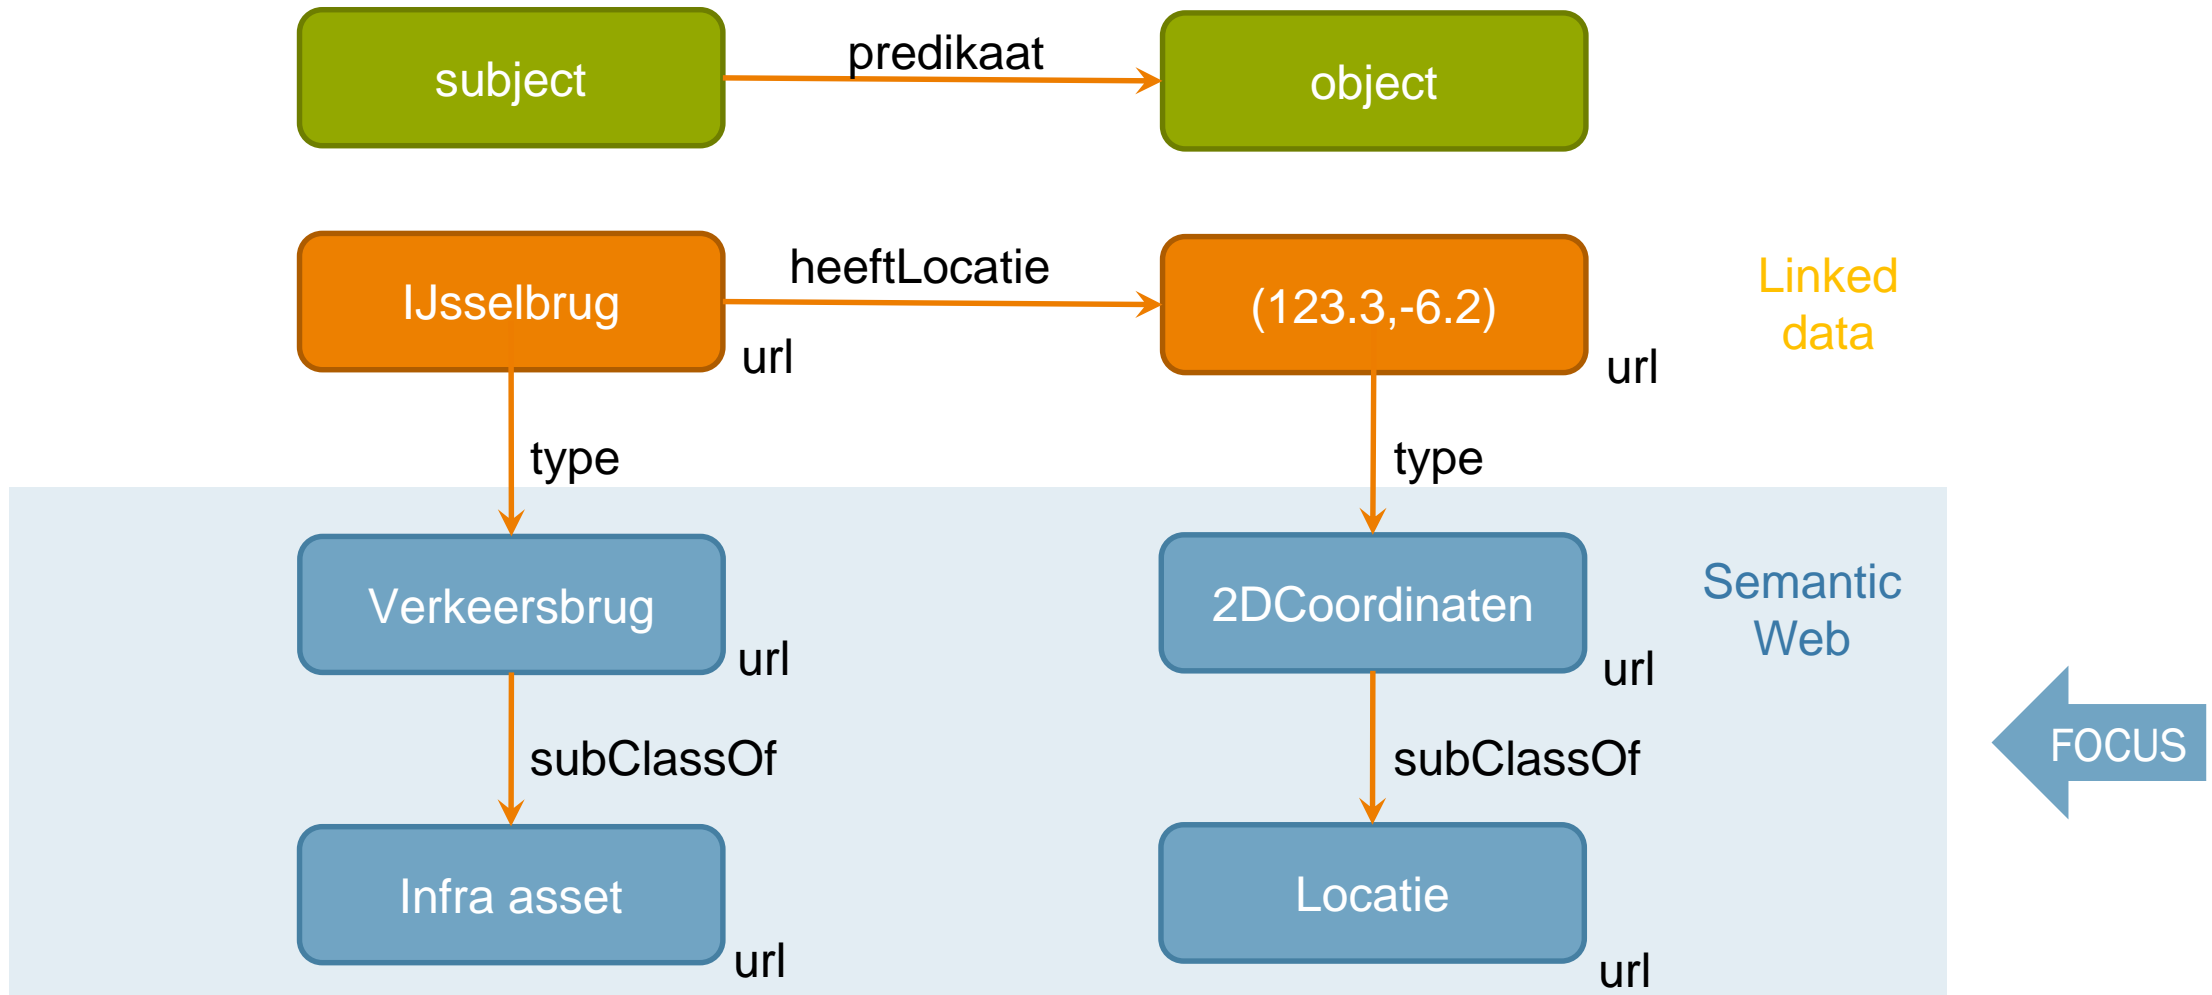 subject
predikaat
object
IJsselbrug
heeftLocatie
(123.3,-6.2)
Linked
data
url
url
type
type
Verkeersbrug
2DCoordinaten
Semantic
Web
url
url
subClassOf
subClassOf
FOCUS
Infra asset
Locatie
url
url